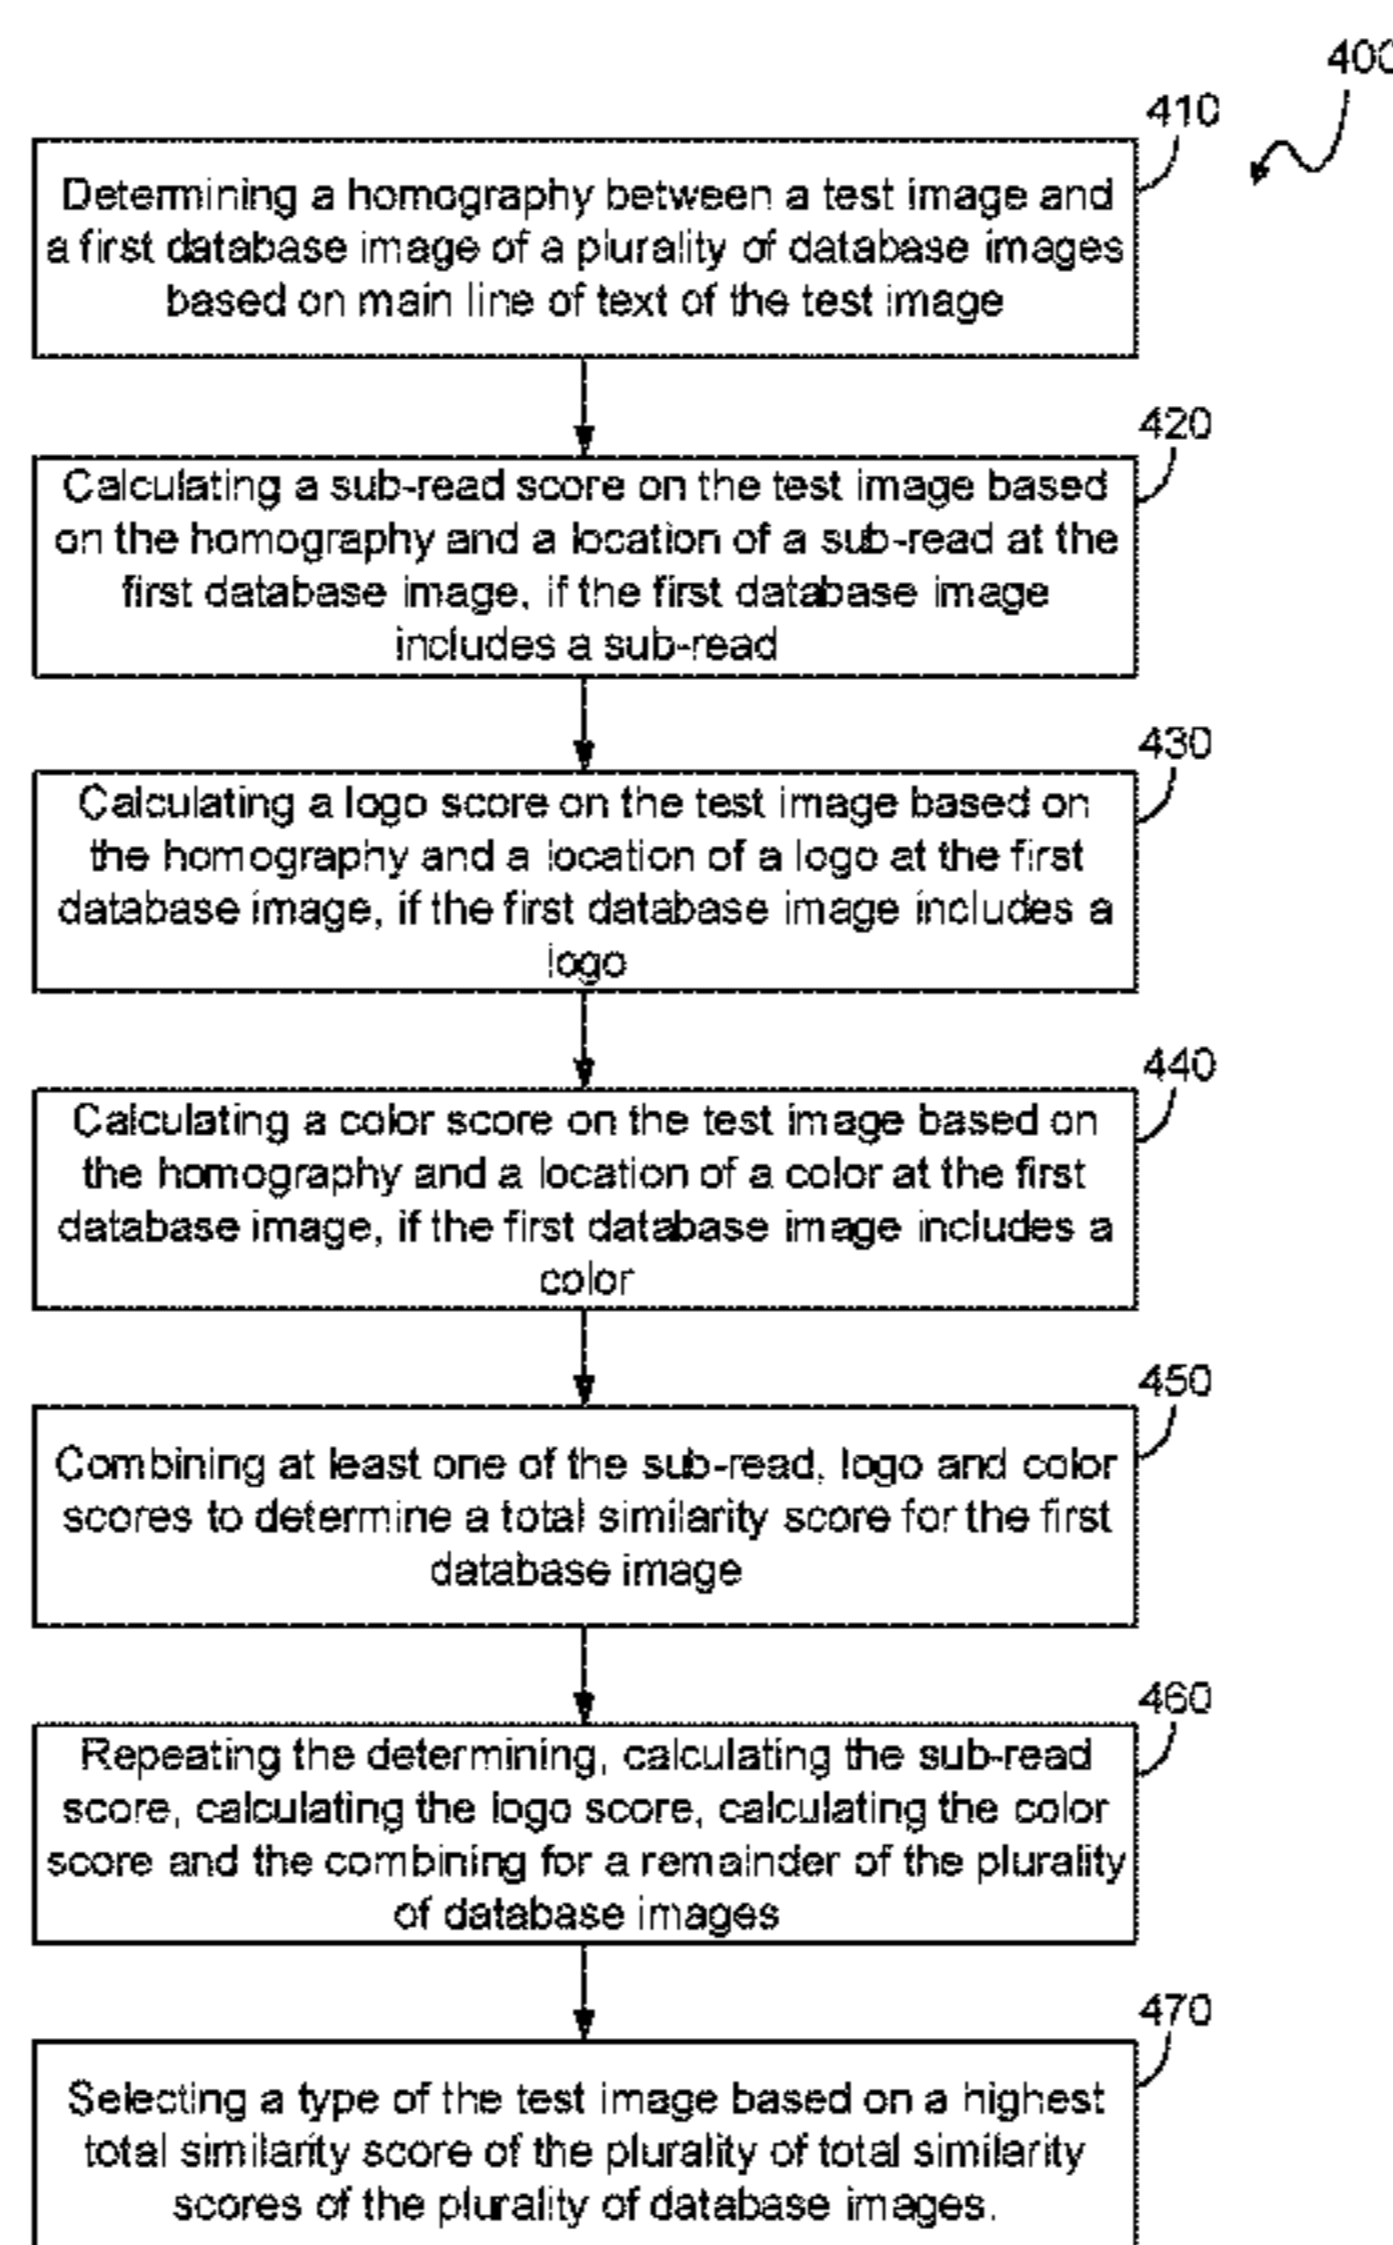 400
410
Determining a homography between a test image and
a first database image of a plurality of database images
based on main line of text of the test image
420
Calculating a sub-read score on the test image based
on the homography and a location of a sub-read at the
first database image, if the first database image
includes a sub-read
430
Calculating a logo score on the test image based on
the homography and a location of a logo at the first
database image, if the first database image includes a
logo
440
Calculating a color score on the test image based on
the homography and a location of a color at the first
database image, if the first database image includes a
color
450
Combining at least one of the sub-read, logo and color
scores to determine a total similarity score for the first
database image
460
Repeating the determining, calculating the sub-read
score, calculating the logo score, calculating the color
score and the combining for a remainder of the plurality
of database images
470
Selecting a type of the test image based on a highest
total similarity score of the plurality of total similarity
scores of the plurality of database images.